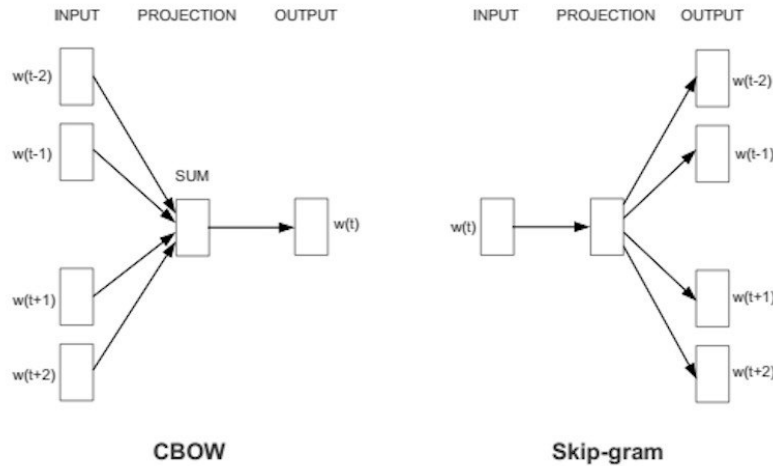 INPUT PROJECTION OUTPUT
w(t-2)
w(t-1)
SUM
w(t)
w(t+1)
w(t+2)
CBOW
INPUT PROJECTION OUTPUT
w(t-2)
w(t-1)
w(t)
w(t+1)
w(t+2)
Skip-gram